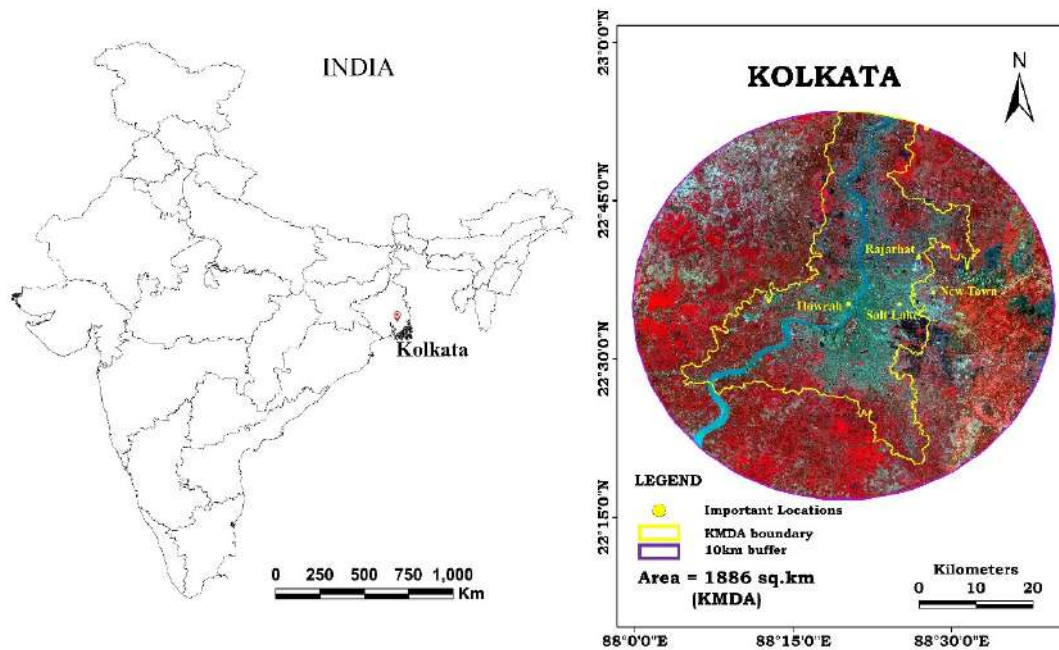 INDIA
Kolkata
0 250 500 750 1,000
Km
KOLKATA
N
23°0'0"N
22°45'0"N
22°30'0"N
22°15'0"N
Rajarhat
New Town
Howrah
Salt Lake
LEGEND
Important Locations
KMDA boundary
10km buffer
Area = 1886 sq.km
(KMDA)
Kilometers
0 10 20
88°0'0"E 88°15'0"E 88°30'0"E